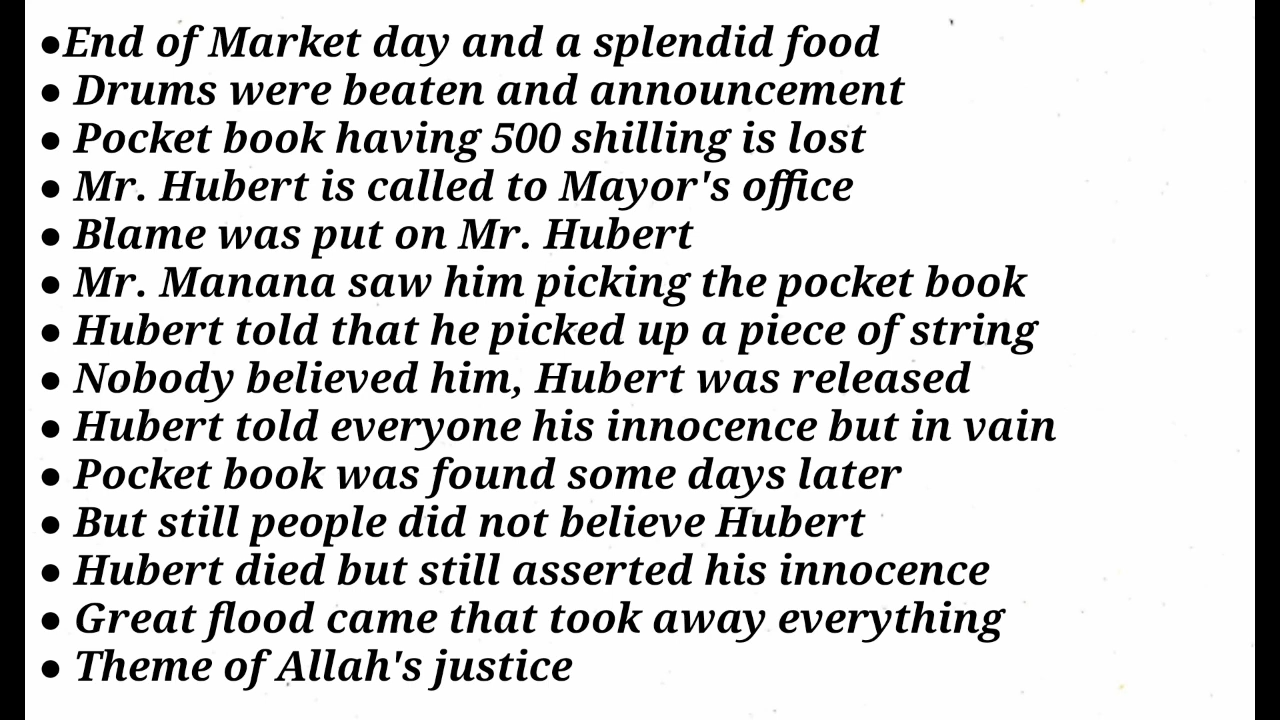 ●End of Market day and a splendid food
● Drums were beaten and announcement
● Pocket book having 500 shilling is lost
● Mr. Hubert is called to Mayor's office
● Blame was put on Mr. Hubert
● Mr. Manana saw him picking the pocket book
● Hubert told that he picked up a piece of string
● Nobody believed him, Hubert was released
● Hubert told everyone his innocence but in vain
● Pocket book was found some days later
● But still people did not believe Hubert
● Hubert died but still asserted his innocence
● Great flood came that took away everything
● Theme of Allah's justice